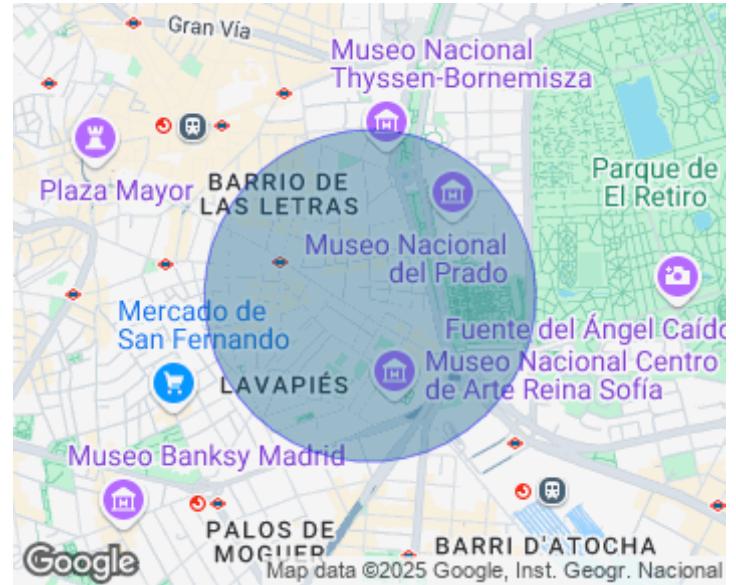 Gran Vía
Museo Nacional
Thyssen-Bornemisza
Plaza Mayor
BARRIO DE
LAS LETRAS
Parque de
El Retiro
Museo Nacional
del Prado
Mercado de
San Fernando
Fuente del Ángel Caído
Museo Nacional Centro
de Arte Reina Sofía
LAVAPIÉS
Museo Banksy Madrid
PALOS DE
MOGUER
BARRI D'ATOCHA
Google
Map data ©2025 Google, Inst. Geogr. Nacional